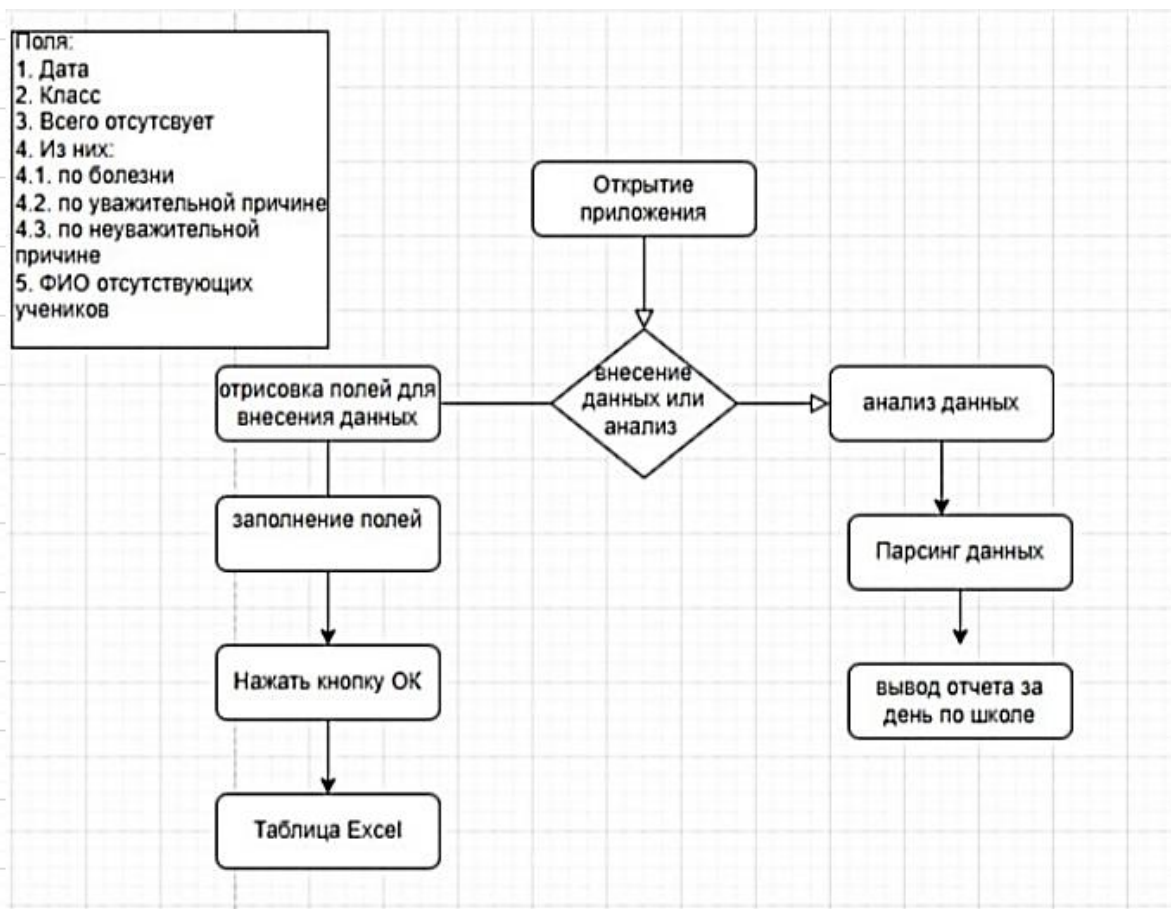 Поля:
1. Дата
2. Класс
3. Всего отсутсвует
4. Из них:
4.1. по болезни
4.2. по уважительной причине
4.3. по неуважительной
причине
5. ФИО отсутствующих
учеников
Открытие
приложения
внесение
данных или
анализ
отрисовка полей для
внесения данных
заполнение полей
Нажать кнопку ОК
Таблица Excel
анализ данных
Парсинг данных
вывод отчета за
день по школе